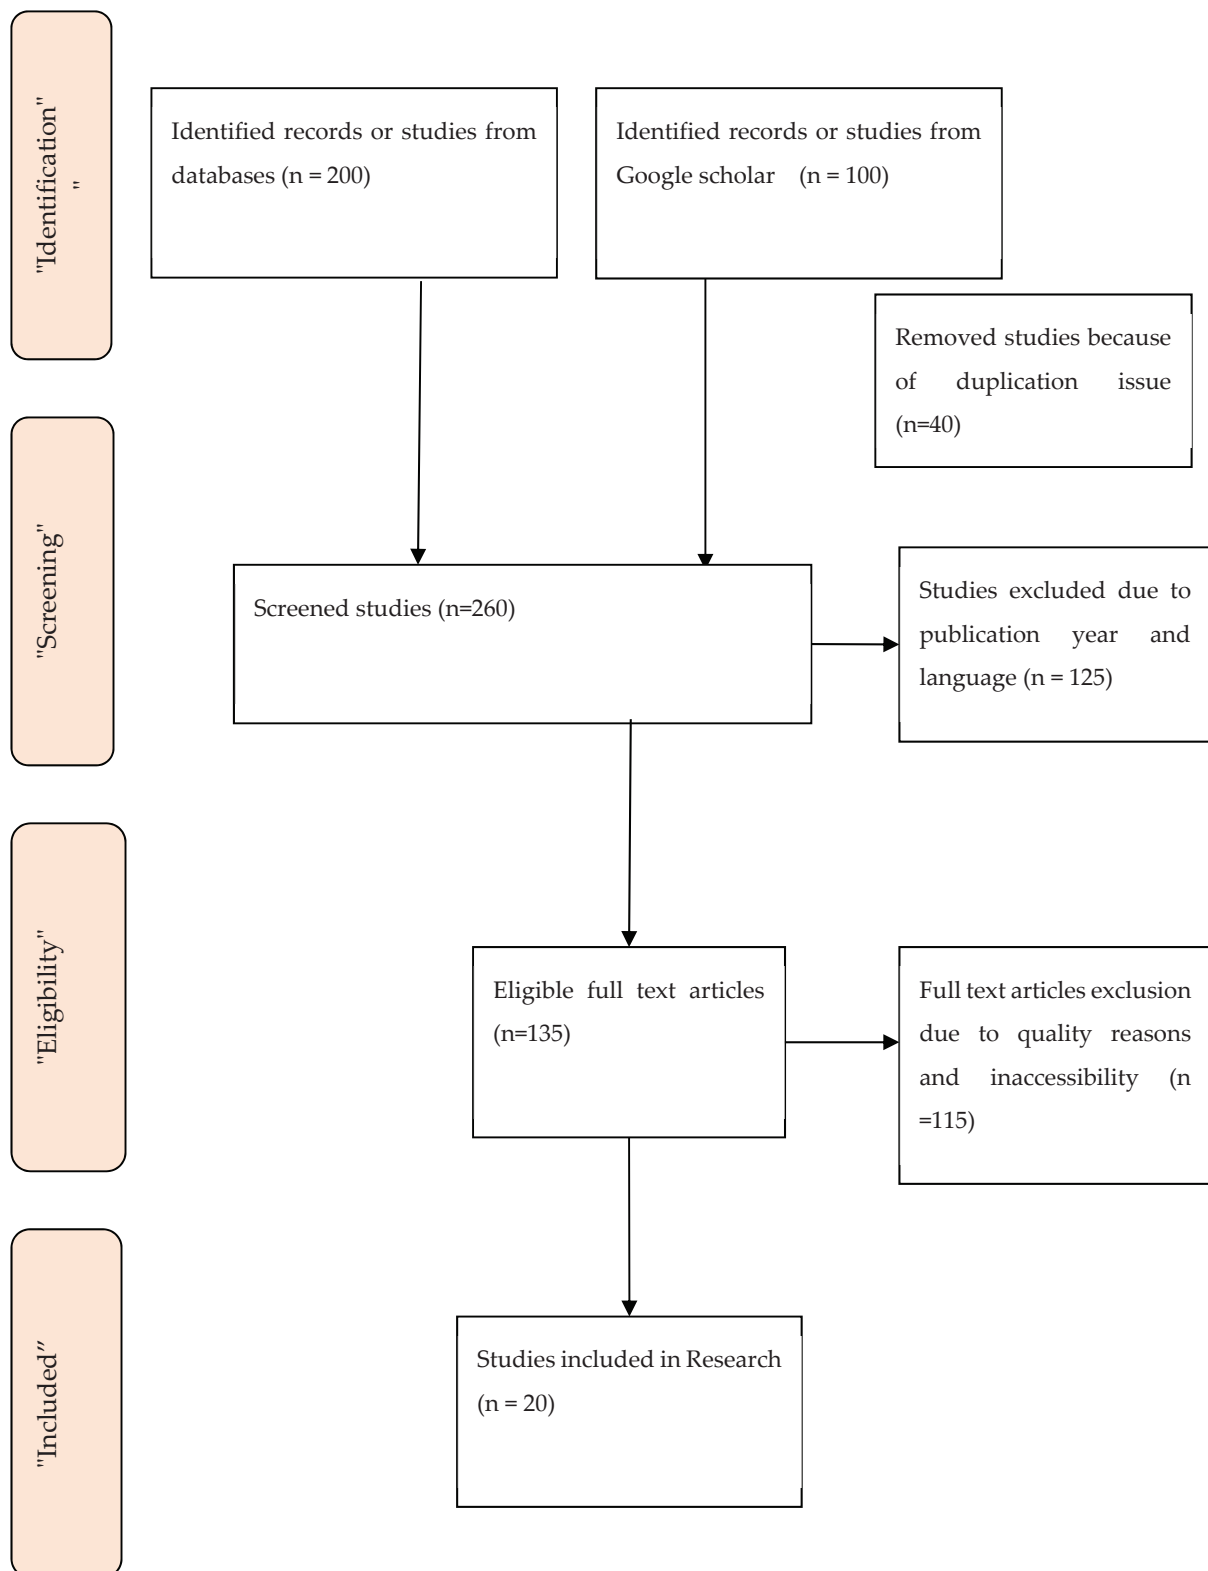 "Identification"
"
Identified records or studies from
databases (n = 200)
Identified records or studies from
Google scholar (n = 100)
Removed studies because
of duplication issue
(n=40)
"Screening"
Screened studies (n=260)
Studies excluded due to
publication year and
language (n = 125)
"Eligibility"
Eligible full text articles
(n=135)
Full text articles exclusion
due to quality reasons
and inaccessibility (n
=115)
"Included”
Studies included in Research
(n = 20)